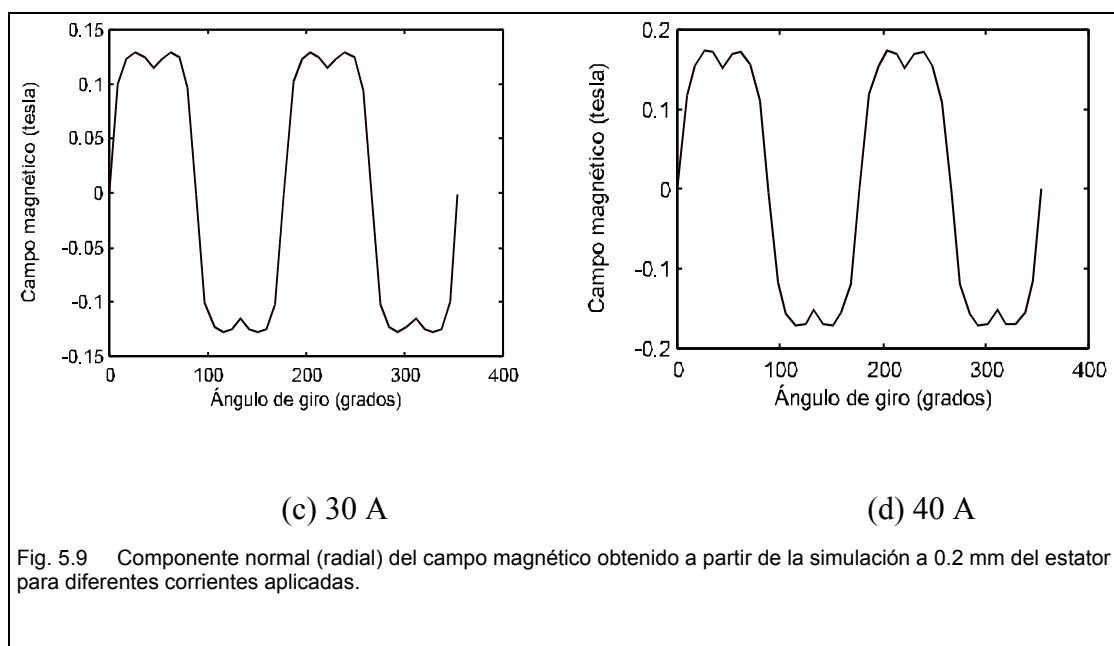 0.15
0.1
0.05
0
-0.05
-0.1
-0.15
Campo magnético (tesla)
0
100
200
300
400
Ángulo de giro (grados)
0.2
0.1
0
-0.1
-0.2
Campo magnético (tesla)
0
100
200
300
400
Ángulo de giro (grados)
(c) 30 A
(d) 40 A
Fig. 5.9 Componente normal (radial) del campo magnético obtenido a partir de la simulación a 0.2 mm del estator
para diferentes corrientes aplicadas.